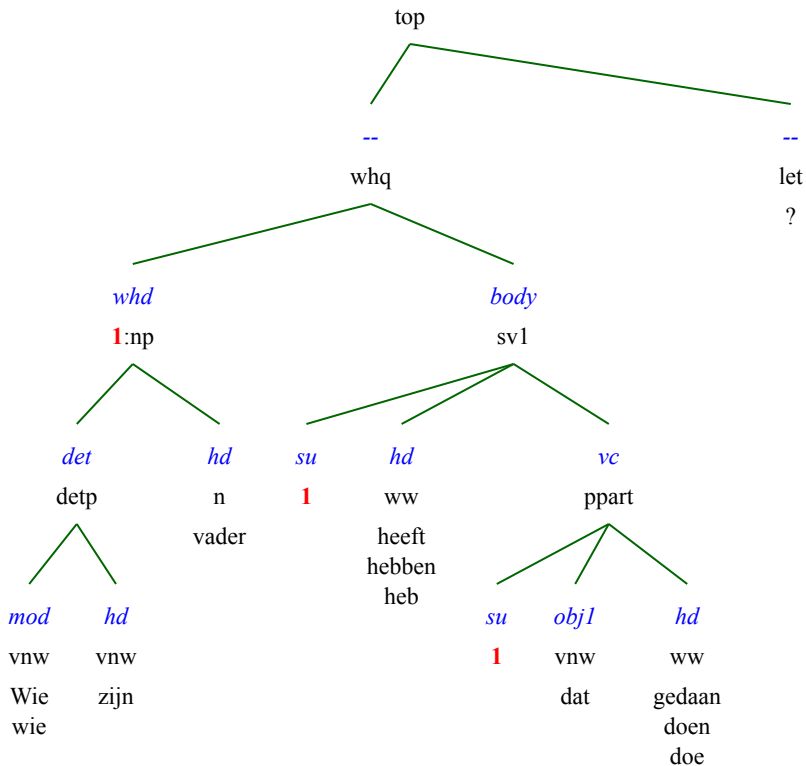 top
-- --
whq let
?
whd body
1:np sv1
det hd su hd vc
detp n 1 ww ppart
vader heeft
hebben
heb
mod hd su obj1 hd
vnw vnw 1 vnw ww
Wie zijn dat gedaan
wie doen
doe